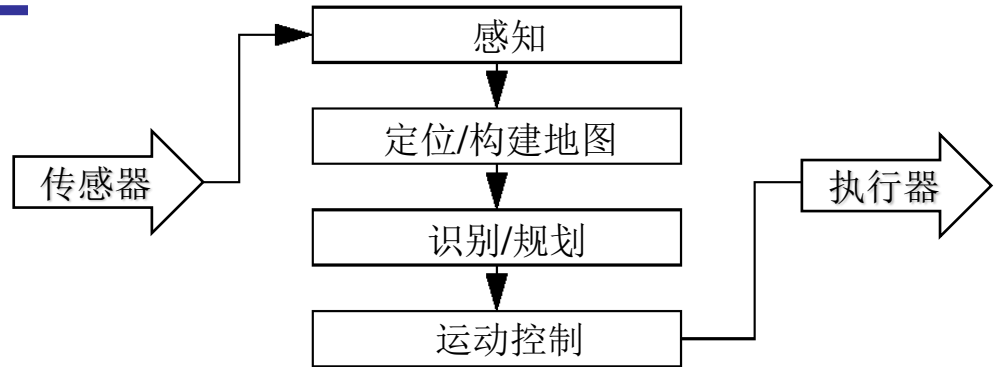 感知
定位/构建地图
传感器
执行器
识别/规划
运动控制